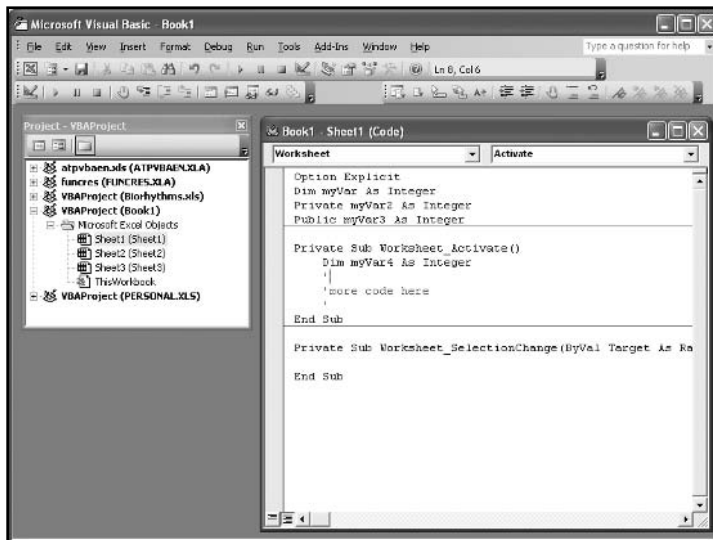 Microsoft Visual Basic - Book1
File Edit View Insert Format Debug Run Tools Add-Ins Window Help Type a question for help
Ln 8, Col 6
Project - VBAProject
atpvbaen.xls (ATPVBAEN.XLA)
funcres (FUNCRES.XLA)
VBAProject (Biorhythms.xls)
VBAProject (Book1)
Microsoft Excel Objects
Sheet1 (Sheet1)
Sheet2 (Sheet2)
Sheet3 (Sheet3)
ThisWorkbook
VBAProject (PERSONAL.XLS)
Book1 - Sheet1 (Code)
Worksheet Activate
Option Explicit
Dim myVar As Integer
Private myVar2 As Integer
Public myVar3 As Integer
Private Sub Worksheet_Activate()
Dim myVar4 As Integer
'
'more code here
'
End Sub
Private Sub Worksheet_SelectionChange(ByVal Target As Ra
End Sub